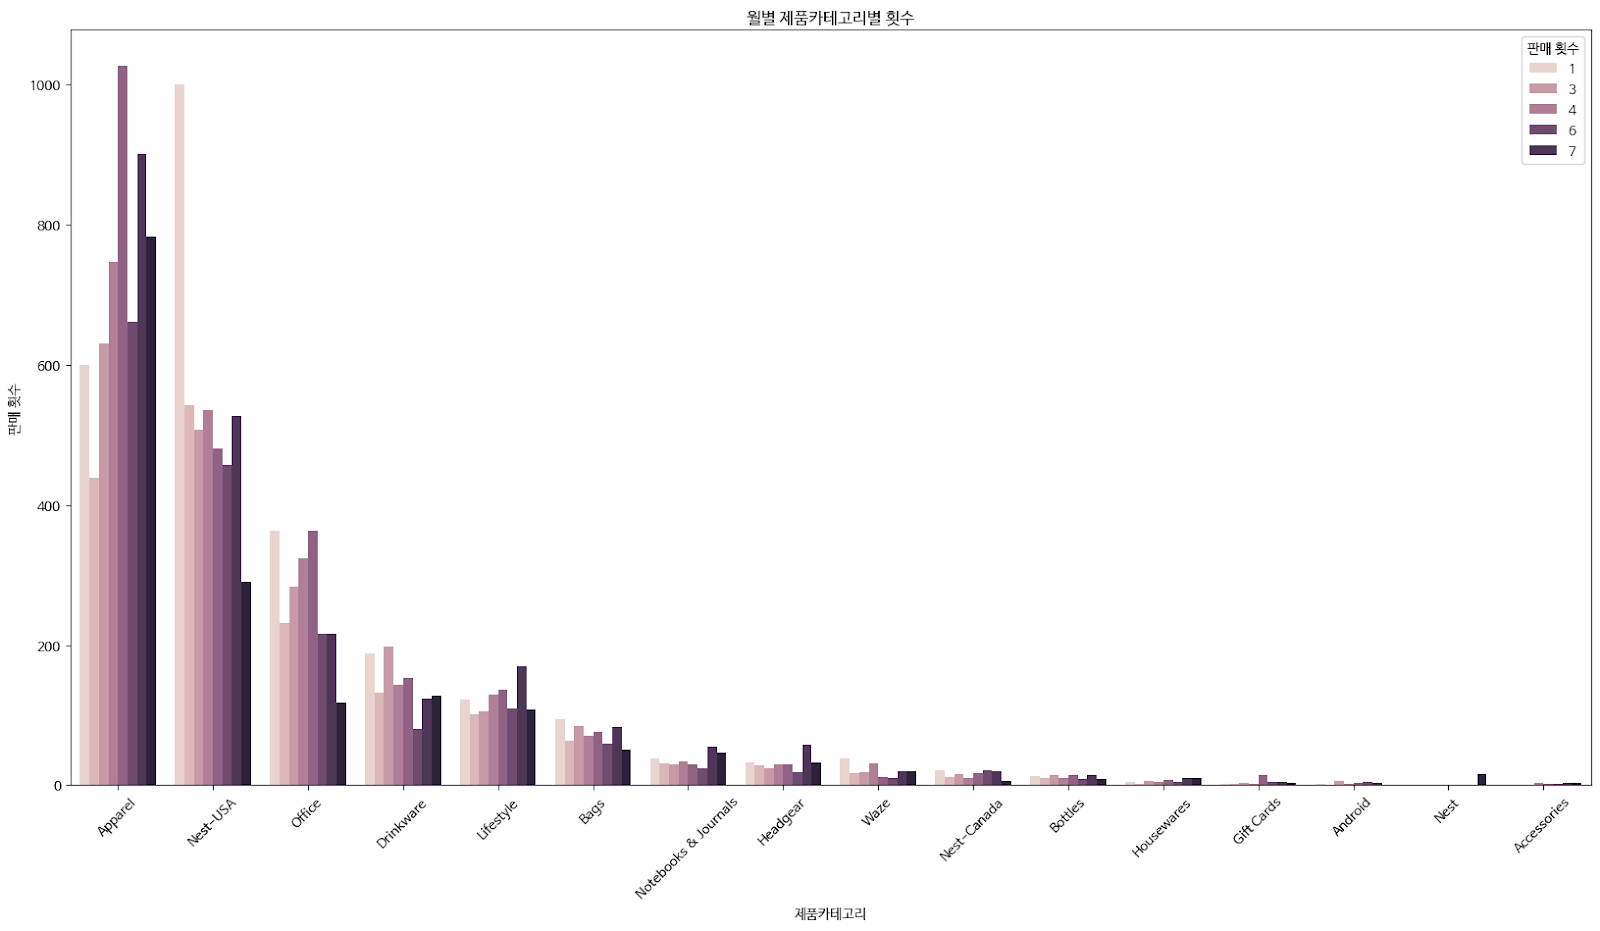 월별 제품카테고리별 횟수
판매 횟수
1
3
4
6
7
1000
800
600
400
200
0
판매 횟수
Apparel
Nest-USA
Office
Drinkware
Lifestyle
Bags
Notebooks & Journals
Headgear
Waze
Nest-Canada
Bottles
Housewares
Gift Cards
Android
Nest
Accessories
제품카테고리